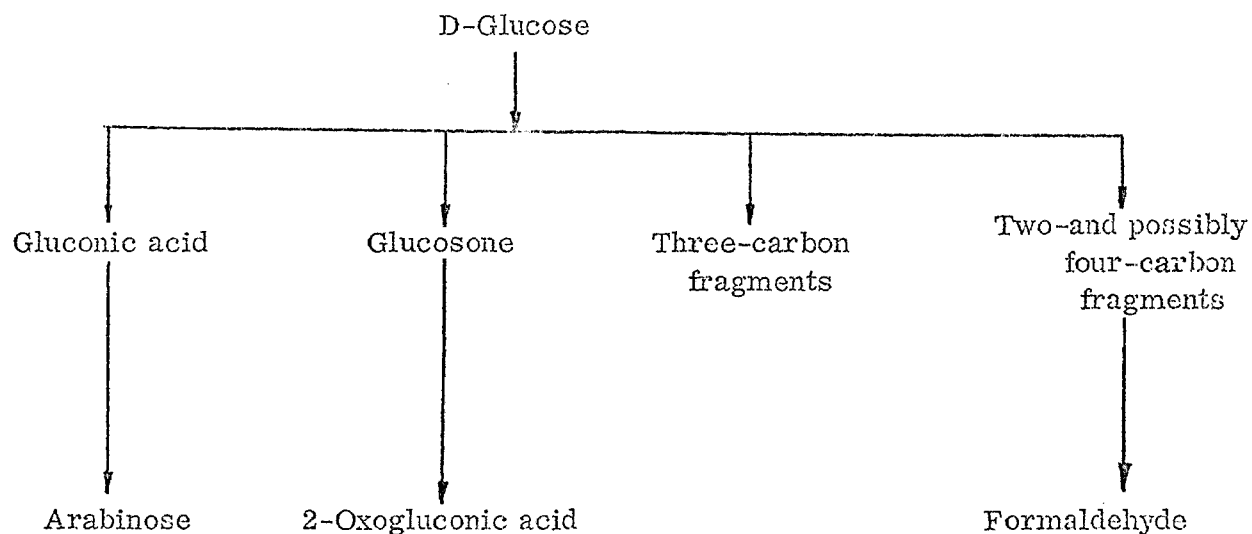 D-Glucose
Gluconic acid
Glucosone
Three-carbon
fragments
Two-and possibly
four-carbon
fragments
Arabinose
2-Oxogluconic acid
Formaldehyde